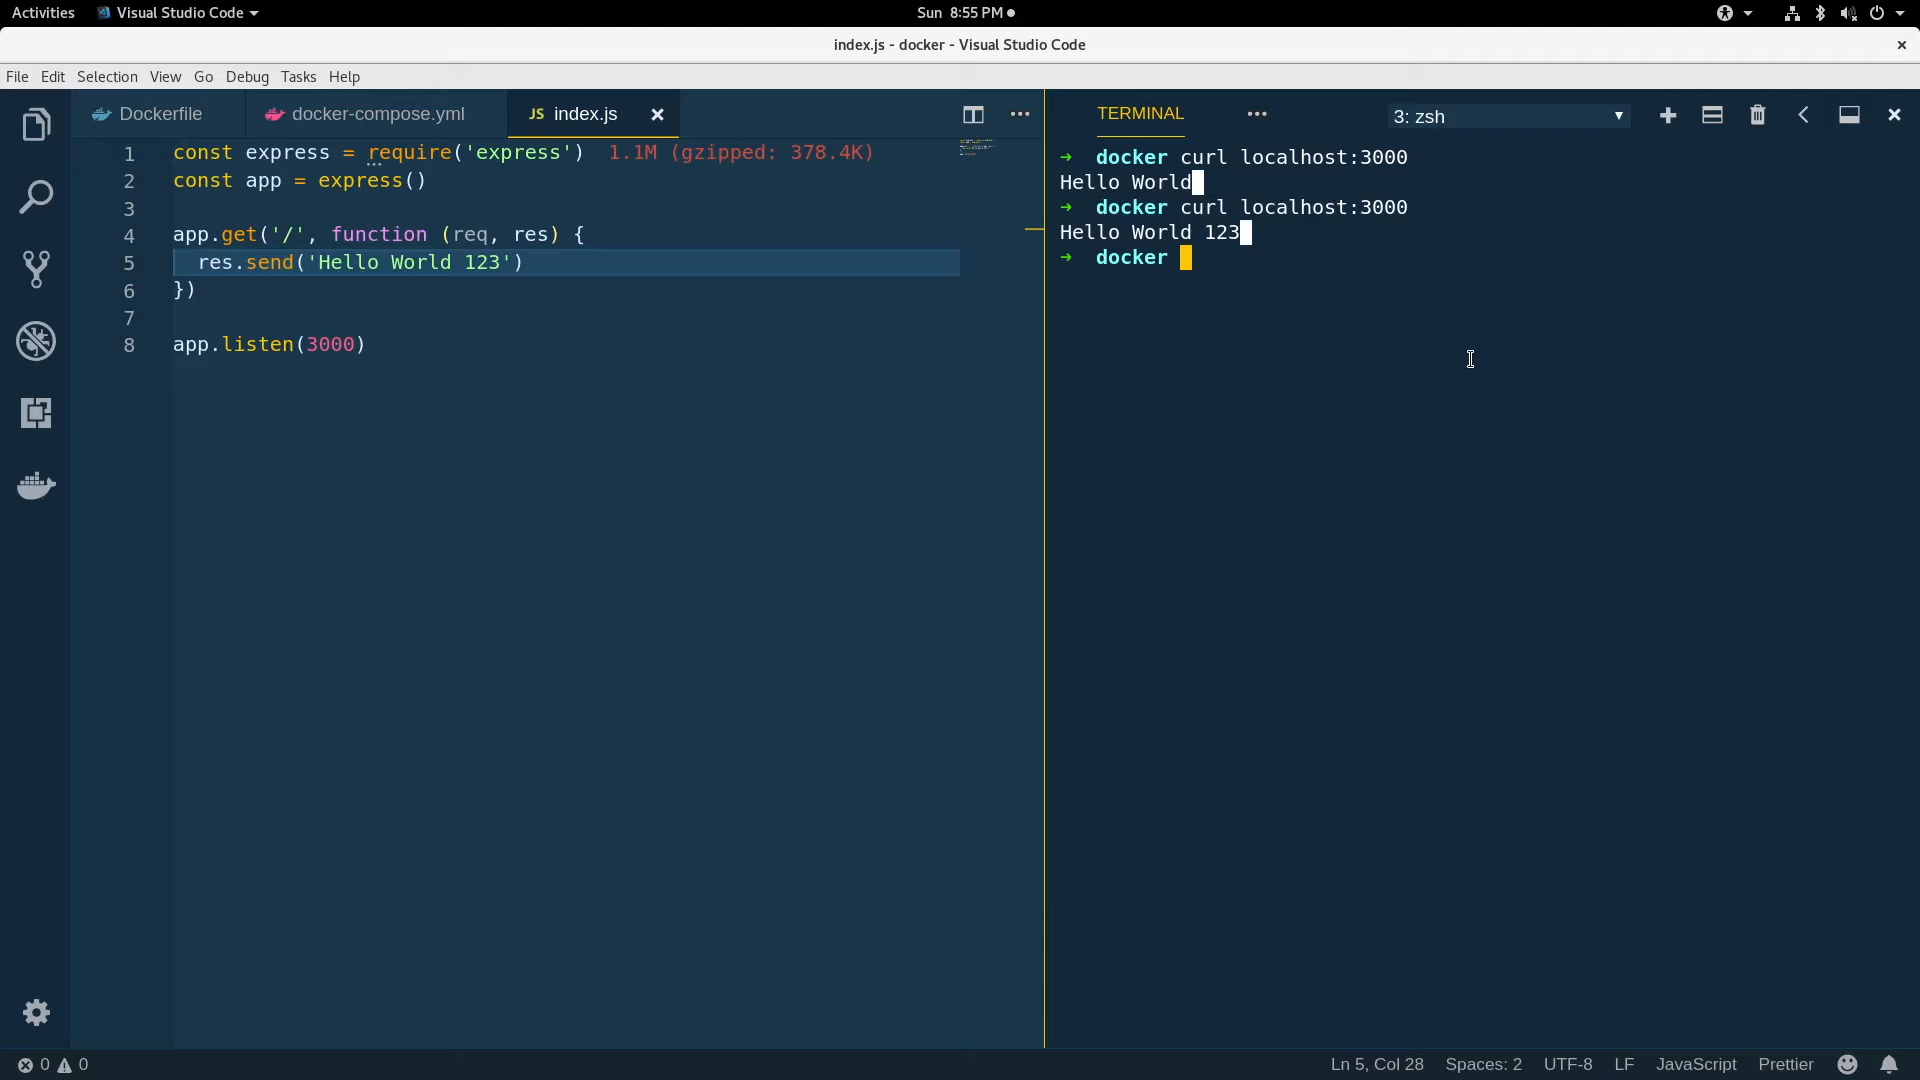 Activities Visual Studio Code Sun 8:55 PM
index.js - docker - Visual Studio Code
File Edit Selection View Go Debug Tasks Help
Dockerfile docker-compose.yml JS index.js
1 const express = require('express') 1.1M (gzipped: 378.4K)
2 const app = express()
3
4 app.get('/', function (req, res) {
5 res.send('Hello World 123')
6 })
7
8 app.listen(3000)
TERMINAL 3: zsh
➜ docker curl localhost:3000
Hello World
➜ docker curl localhost:3000
Hello World 123
➜ docker
0 0 Ln 5, Col 28 Spaces: 2 UTF-8 LF JavaScript Prettier